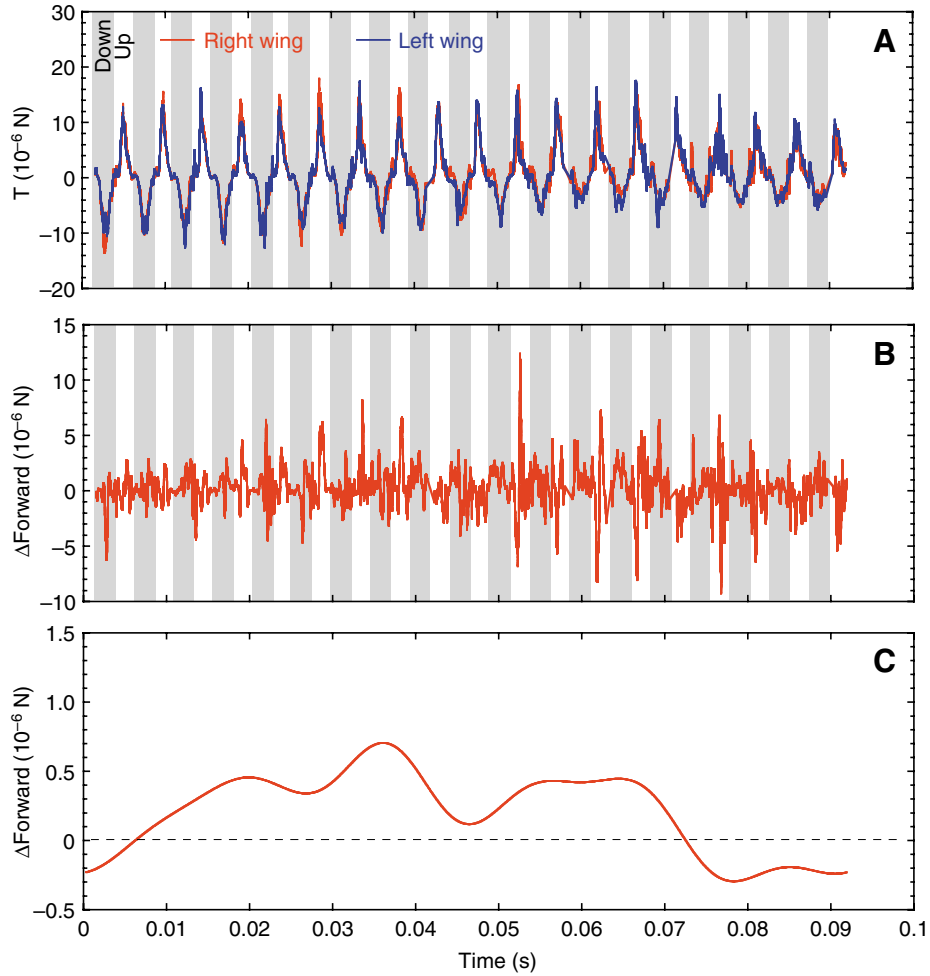 30
20
10
0
−10
−20
T (10⁻⁶ N)
Down
Up
Right wing
Left wing
A
15
10
5
0
−5
−10
ΔForward (10⁻⁶ N)
B
1.5
1.0
0.5
0
−0.5
ΔForward (10⁻⁶ N)
C
0 0.01 0.02 0.03 0.04 0.05 0.06 0.07 0.08 0.09 0.1
Time (s)